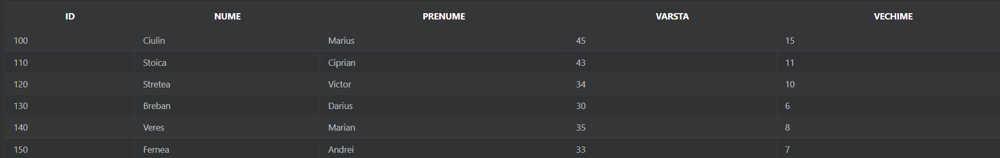 ID NUME PRENUME VARSTA VECHIME
100 Ciulin Marius 45 15
110 Stoica Ciprian 43 11
120 Stretea Victor 34 10
130 Breban Darius 30 6
140 Veres Marian 35 8
150 Fernea Andrei 33 7